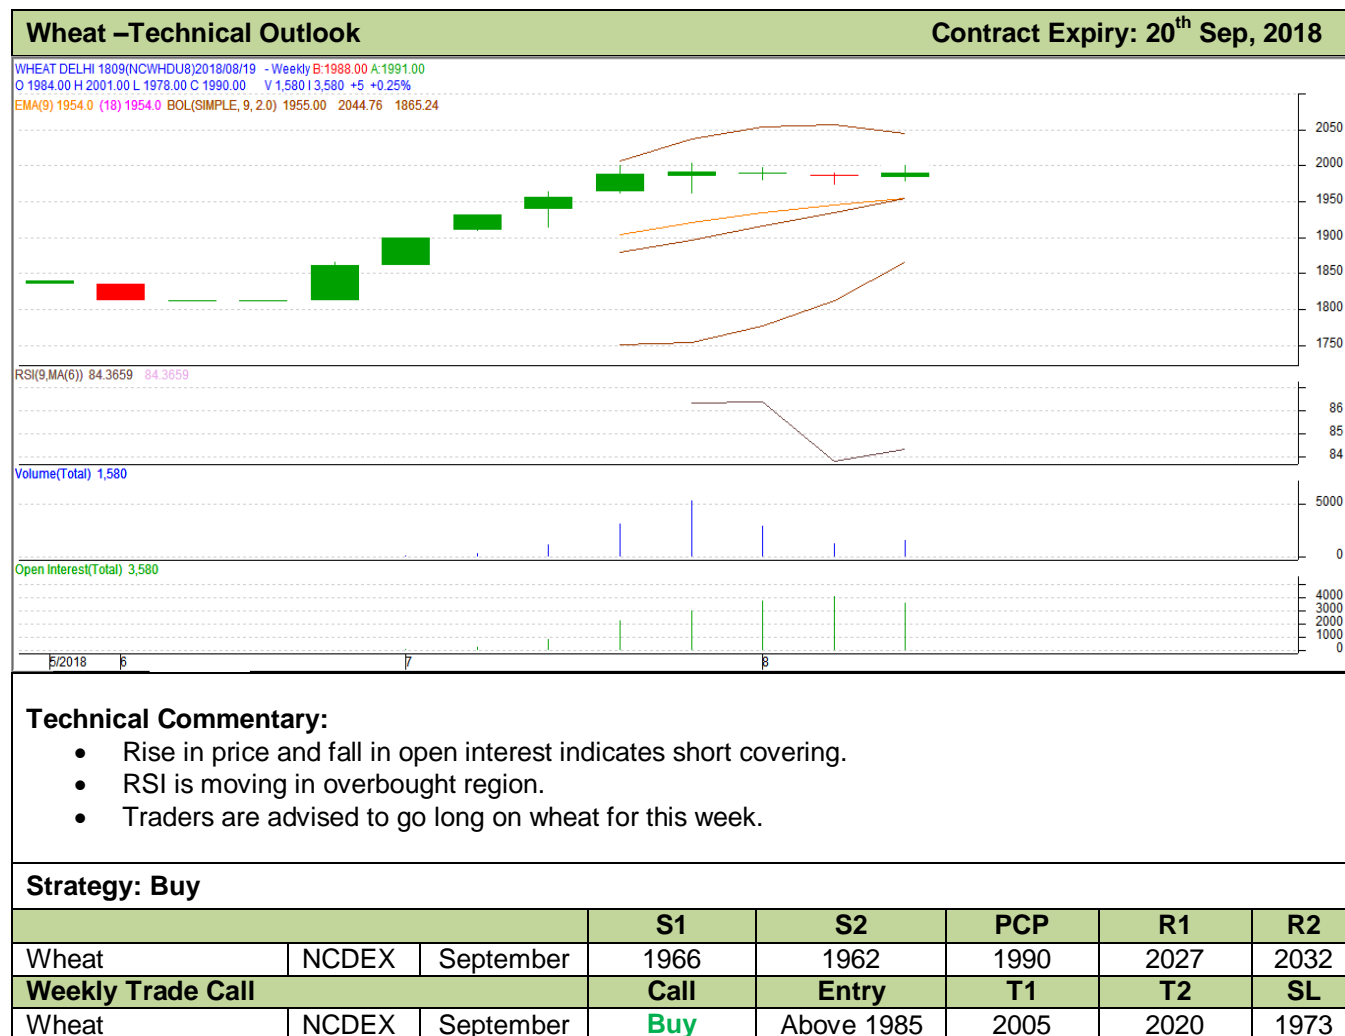 Wheat –Technical Outlook Contract Expiry: 20th Sep, 2018
WHEAT DELHI 1809(NCWHDU8)2018/08/19 - Weekly B:1988.00 A:1991.00
O 1984.00 H 2001.00 L 1978.00 C 1990.00 V 1,580 I 3,580 +5 +0.25%
EMA(9) 1954.0 (18) 1954.0 BOL(SIMPLE, 9, 2.0) 1955.00 2044.76 1865.24
2050
2000
1950
1900
1850
1800
1750
RSI(9,MA(6)) 84.3659 84.3659
86
85
84
Volume(Total) 1,580
5000
0
Open Interest(Total) 3,580
4000
3000
2000
1000
0
5/2018 6 7 8
Technical Commentary:
• Rise in price and fall in open interest indicates short covering.
• RSI is moving in overbought region.
• Traders are advised to go long on wheat for this week.
Strategy: Buy
S1 S2 PCP R1 R2
Wheat NCDEX September 1966 1962 1990 2027 2032
Weekly Trade Call Call Entry T1 T2 SL
Wheat NCDEX September Buy Above 1985 2005 2020 1973